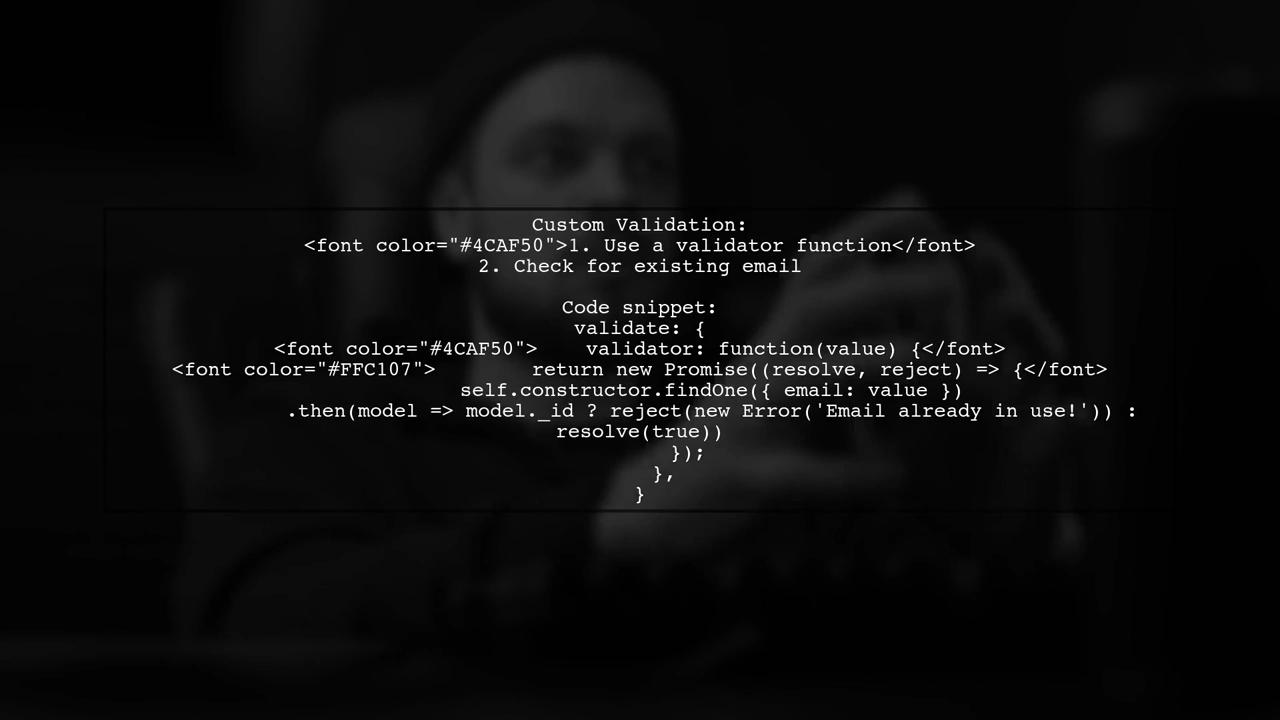 Custom Validation:
<font color="#4CAF50">1. Use a validator function</font>
2. Check for existing email
Code snippet:
validate: {
<font color="#4CAF50">    validator: function(value) {</font>
<font color="#FFC107">        return new Promise((resolve, reject) => {</font>
self.constructor.findOne({ email: value })
.then(model => model._id ? reject(new Error('Email already in use!')) :
resolve(true))
});
},
}